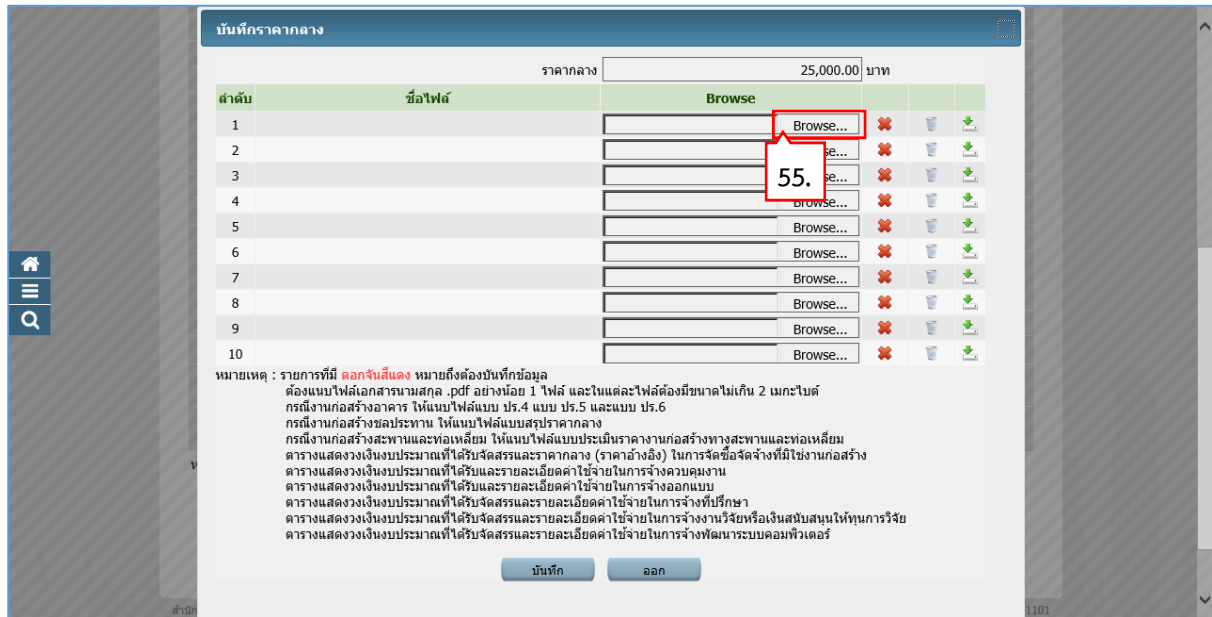 บันทึกราคากลาง
ราคากลาง 25,000.00 บาท
ลำดับ ชื่อไฟล์ Browse
1 Browse...
2 se...
3 se...
55.
4 Browse...
5 Browse...
6 Browse...
7 Browse...
8 Browse...
9 Browse...
10 Browse...
หมายเหตุ : รายการที่มี ดอกจันสีแดง หมายถึงต้องบันทึกข้อมูล
ต้องแนบไฟล์เอกสารนามสกุล .pdf อย่างน้อย 1 ไฟล์ และในแต่ละไฟล์ต้องมีขนาดไม่เกิน 2 เมกะไบต์
กรณีงานก่อสร้างอาคาร ให้แนบไฟล์แบบ ปร.4 แบบ ปร.5 และแบบ ปร.6
กรณีงานก่อสร้างชลประทาน ให้แนบไฟล์แบบสรุปราคากลาง
กรณีงานก่อสร้างสะพานและท่อเหลี่ยม ให้แนบไฟล์แบบประเมินราคางานก่อสร้างทางสะพานและท่อเหลี่ยม
ตารางแสดงวงเงินงบประมาณที่ได้รับจัดสรรและราคากลาง (ราคาอ้างอิง) ในการจัดซื้อจัดจ้างที่มิใช่งานก่อสร้าง
ตารางแสดงวงเงินงบประมาณที่ได้รับและรายละเอียดค่าใช้จ่ายในการจ้างควบคุมงาน
ตารางแสดงวงเงินงบประมาณที่ได้รับและรายละเอียดค่าใช้จ่ายในการจ้างออกแบบ
ตารางแสดงวงเงินงบประมาณที่ได้รับจัดสรรและรายละเอียดค่าใช้จ่ายในการจ้างที่ปรึกษา
ตารางแสดงวงเงินงบประมาณที่ได้รับจัดสรรและรายละเอียดค่าใช้จ่ายในการจ้างงานวิจัยหรือเงินสนับสนุนให้ทุนการวิจัย
ตารางแสดงวงเงินงบประมาณที่ได้รับจัดสรรและรายละเอียดค่าใช้จ่ายในการจ้างพัฒนาระบบคอมพิวเตอร์
บันทึก ออก
สำนัก 1101